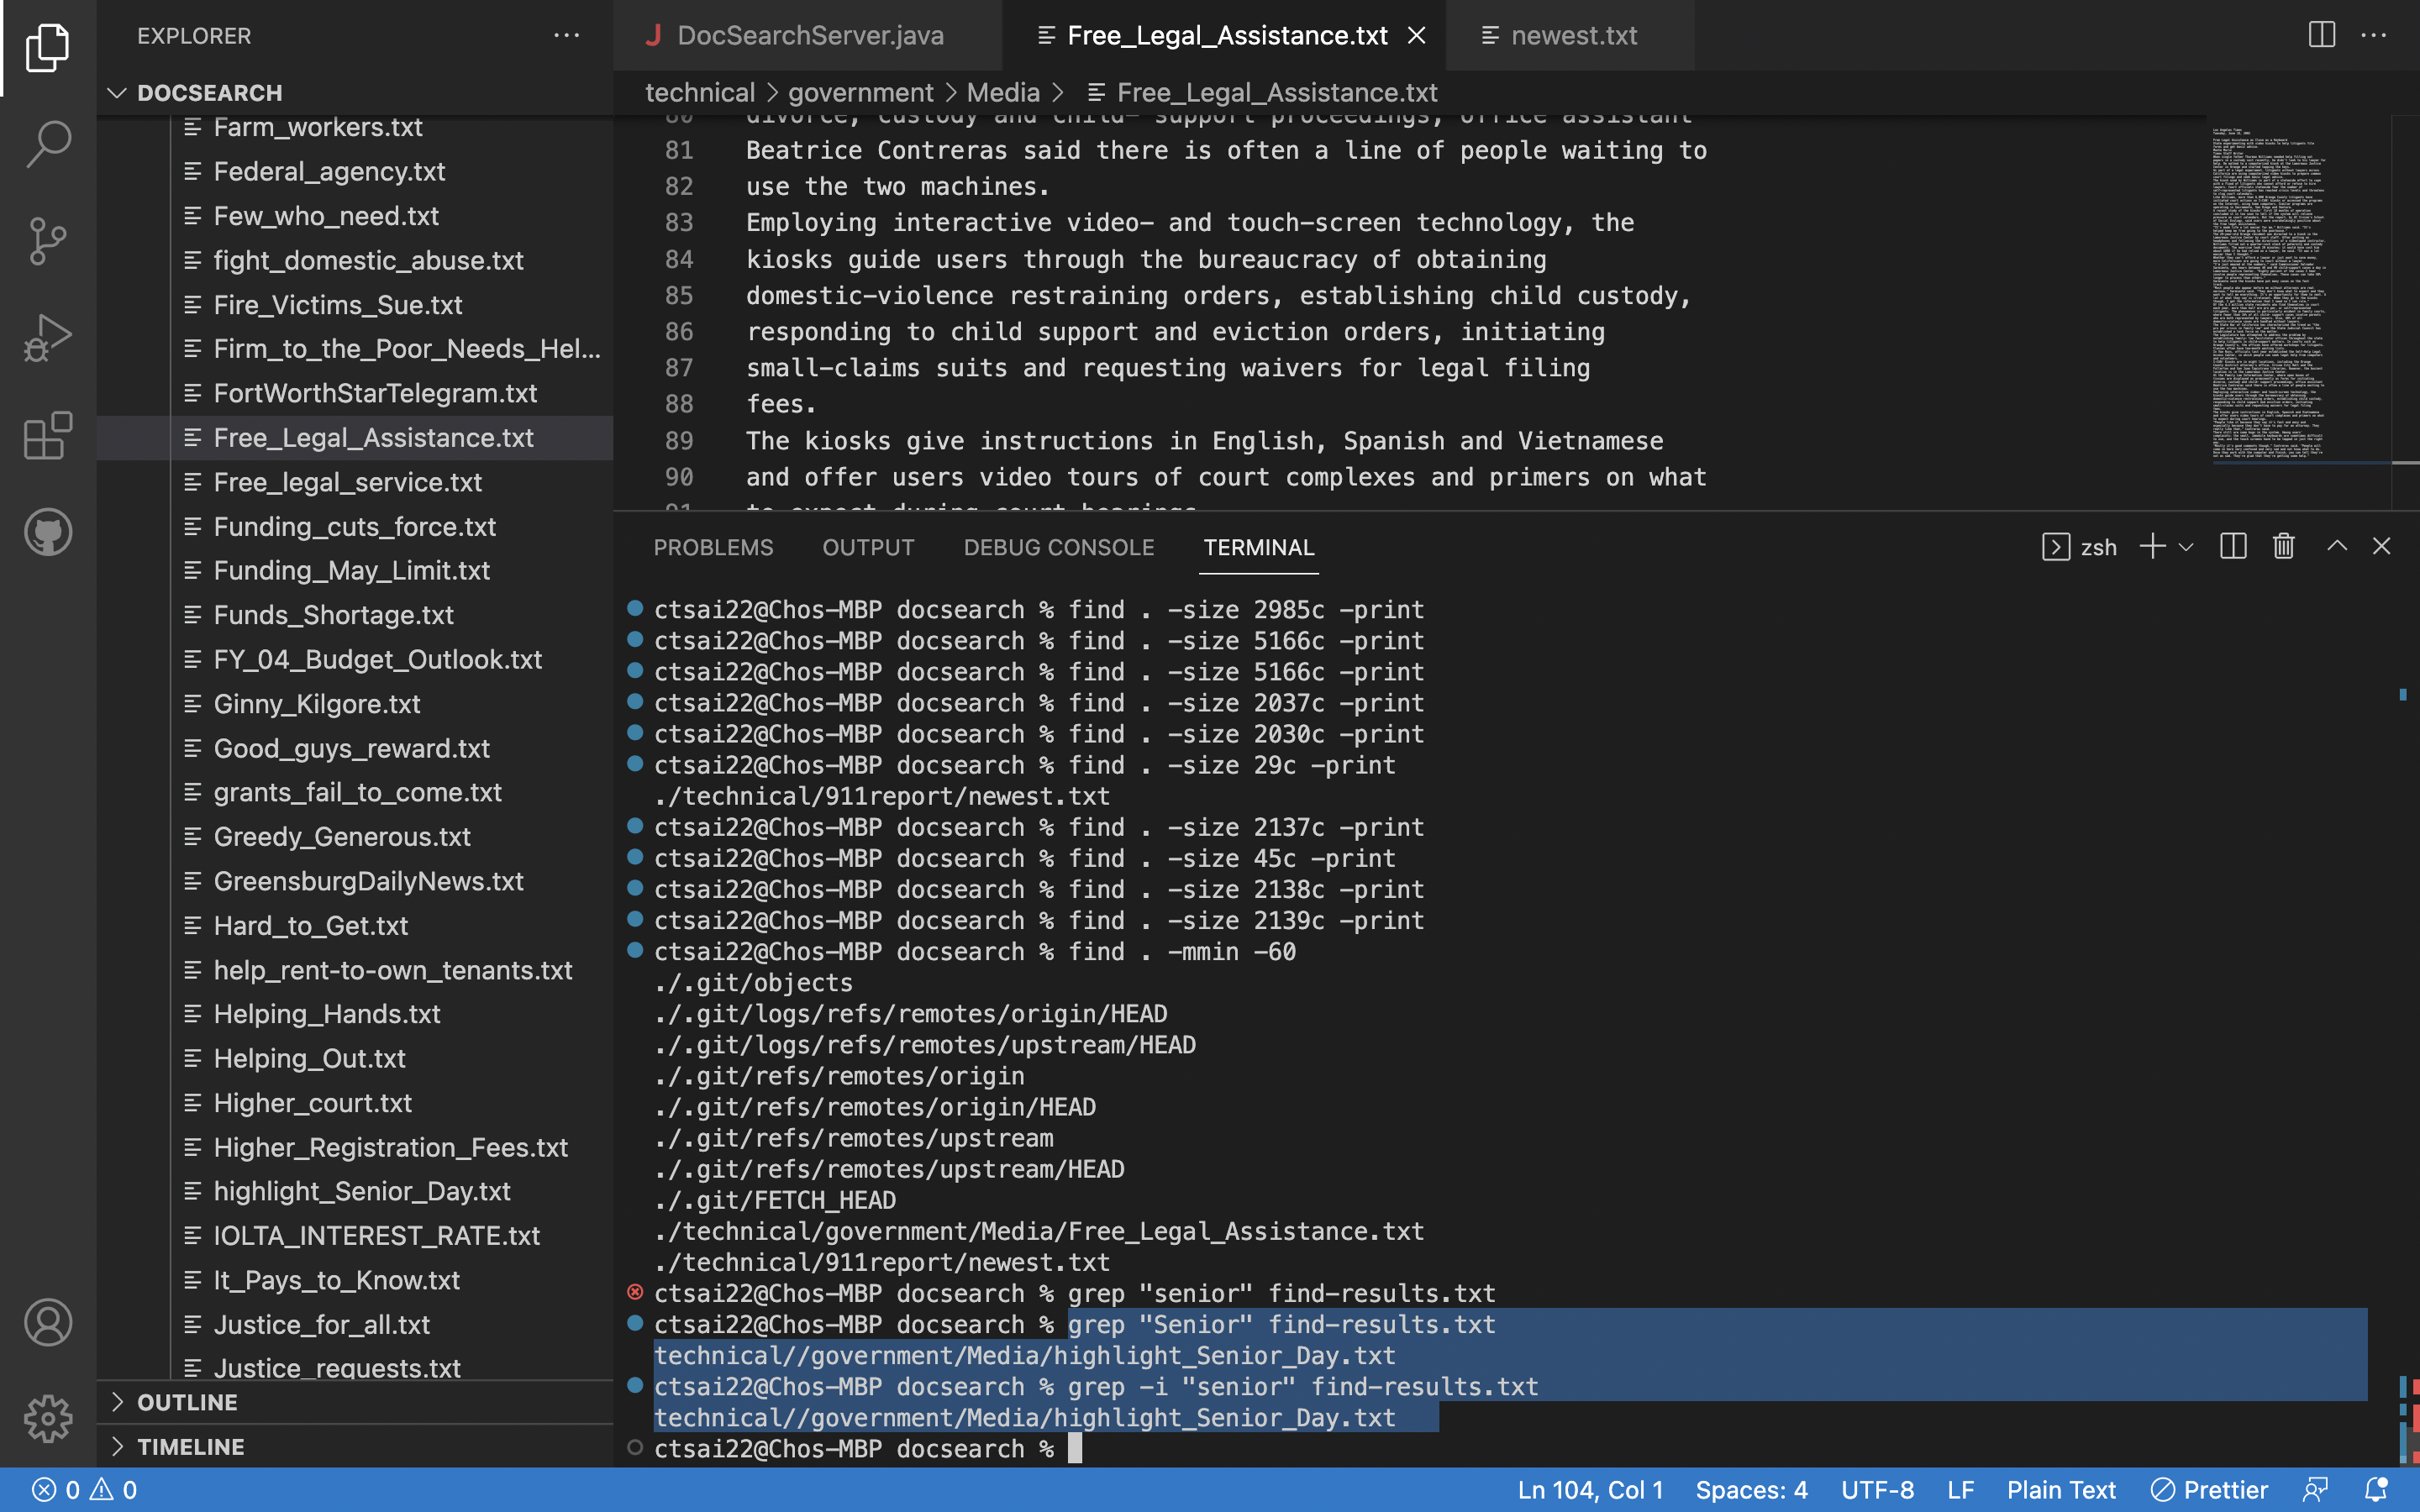 EXPLORER
DOCSEARCH
Farm_workers.txt
Federal_agency.txt
Few_who_need.txt
fight_domestic_abuse.txt
Fire_Victims_Sue.txt
Firm_to_the_Poor_Needs_Hel...
FortWorthStarTelegram.txt
Free_Legal_Assistance.txt
Free_legal_service.txt
Funding_cuts_force.txt
Funding_May_Limit.txt
Funds_Shortage.txt
FY_04_Budget_Outlook.txt
Ginny_Kilgore.txt
Good_guys_reward.txt
grants_fail_to_come.txt
Greedy_Generous.txt
GreensburgDailyNews.txt
Hard_to_Get.txt
help_rent-to-own_tenants.txt
Helping_Hands.txt
Helping_Out.txt
Higher_court.txt
Higher_Registration_Fees.txt
highlight_Senior_Day.txt
IOLTA_INTEREST_RATE.txt
It_Pays_to_Know.txt
Justice_for_all.txt
Justice_requests.txt
OUTLINE
TIMELINE
J DocSearchServer.java Free_Legal_Assistance.txt newest.txt
technical > government > Media > Free_Legal_Assistance.txt
80 divorce, custody and child- support proceedings, office assistant
81 Beatrice Contreras said there is often a line of people waiting to
82 use the two machines.
83 Employing interactive video- and touch-screen technology, the
84 kiosks guide users through the bureaucracy of obtaining
85 domestic-violence restraining orders, establishing child custody,
86 responding to child support and eviction orders, initiating
87 small-claims suits and requesting waivers for legal filing
88 fees.
89 The kiosks give instructions in English, Spanish and Vietnamese
90 and offer users video tours of court complexes and primers on what
91 to expect during court hearings.
PROBLEMS OUTPUT DEBUG CONSOLE TERMINAL zsh
ctsai22@Chos-MBP docsearch % find . -size 2985c -print
ctsai22@Chos-MBP docsearch % find . -size 5166c -print
ctsai22@Chos-MBP docsearch % find . -size 5166c -print
ctsai22@Chos-MBP docsearch % find . -size 2037c -print
ctsai22@Chos-MBP docsearch % find . -size 2030c -print
ctsai22@Chos-MBP docsearch % find . -size 29c -print
./technical/911report/newest.txt
ctsai22@Chos-MBP docsearch % find . -size 2137c -print
ctsai22@Chos-MBP docsearch % find . -size 45c -print
ctsai22@Chos-MBP docsearch % find . -size 2138c -print
ctsai22@Chos-MBP docsearch % find . -size 2139c -print
ctsai22@Chos-MBP docsearch % find . -mmin -60
./.git/objects
./.git/logs/refs/remotes/origin/HEAD
./.git/logs/refs/remotes/upstream/HEAD
./.git/refs/remotes/origin
./.git/refs/remotes/origin/HEAD
./.git/refs/remotes/upstream
./.git/refs/remotes/upstream/HEAD
./.git/FETCH_HEAD
./technical/government/Media/Free_Legal_Assistance.txt
./technical/911report/newest.txt
ctsai22@Chos-MBP docsearch % grep "senior" find-results.txt
ctsai22@Chos-MBP docsearch % grep "Senior" find-results.txt
technical//government/Media/highlight_Senior_Day.txt
ctsai22@Chos-MBP docsearch % grep -i "senior" find-results.txt
technical//government/Media/highlight_Senior_Day.txt
ctsai22@Chos-MBP docsearch %
0 0 Ln 104, Col 1 Spaces: 4 UTF-8 LF Plain Text Prettier